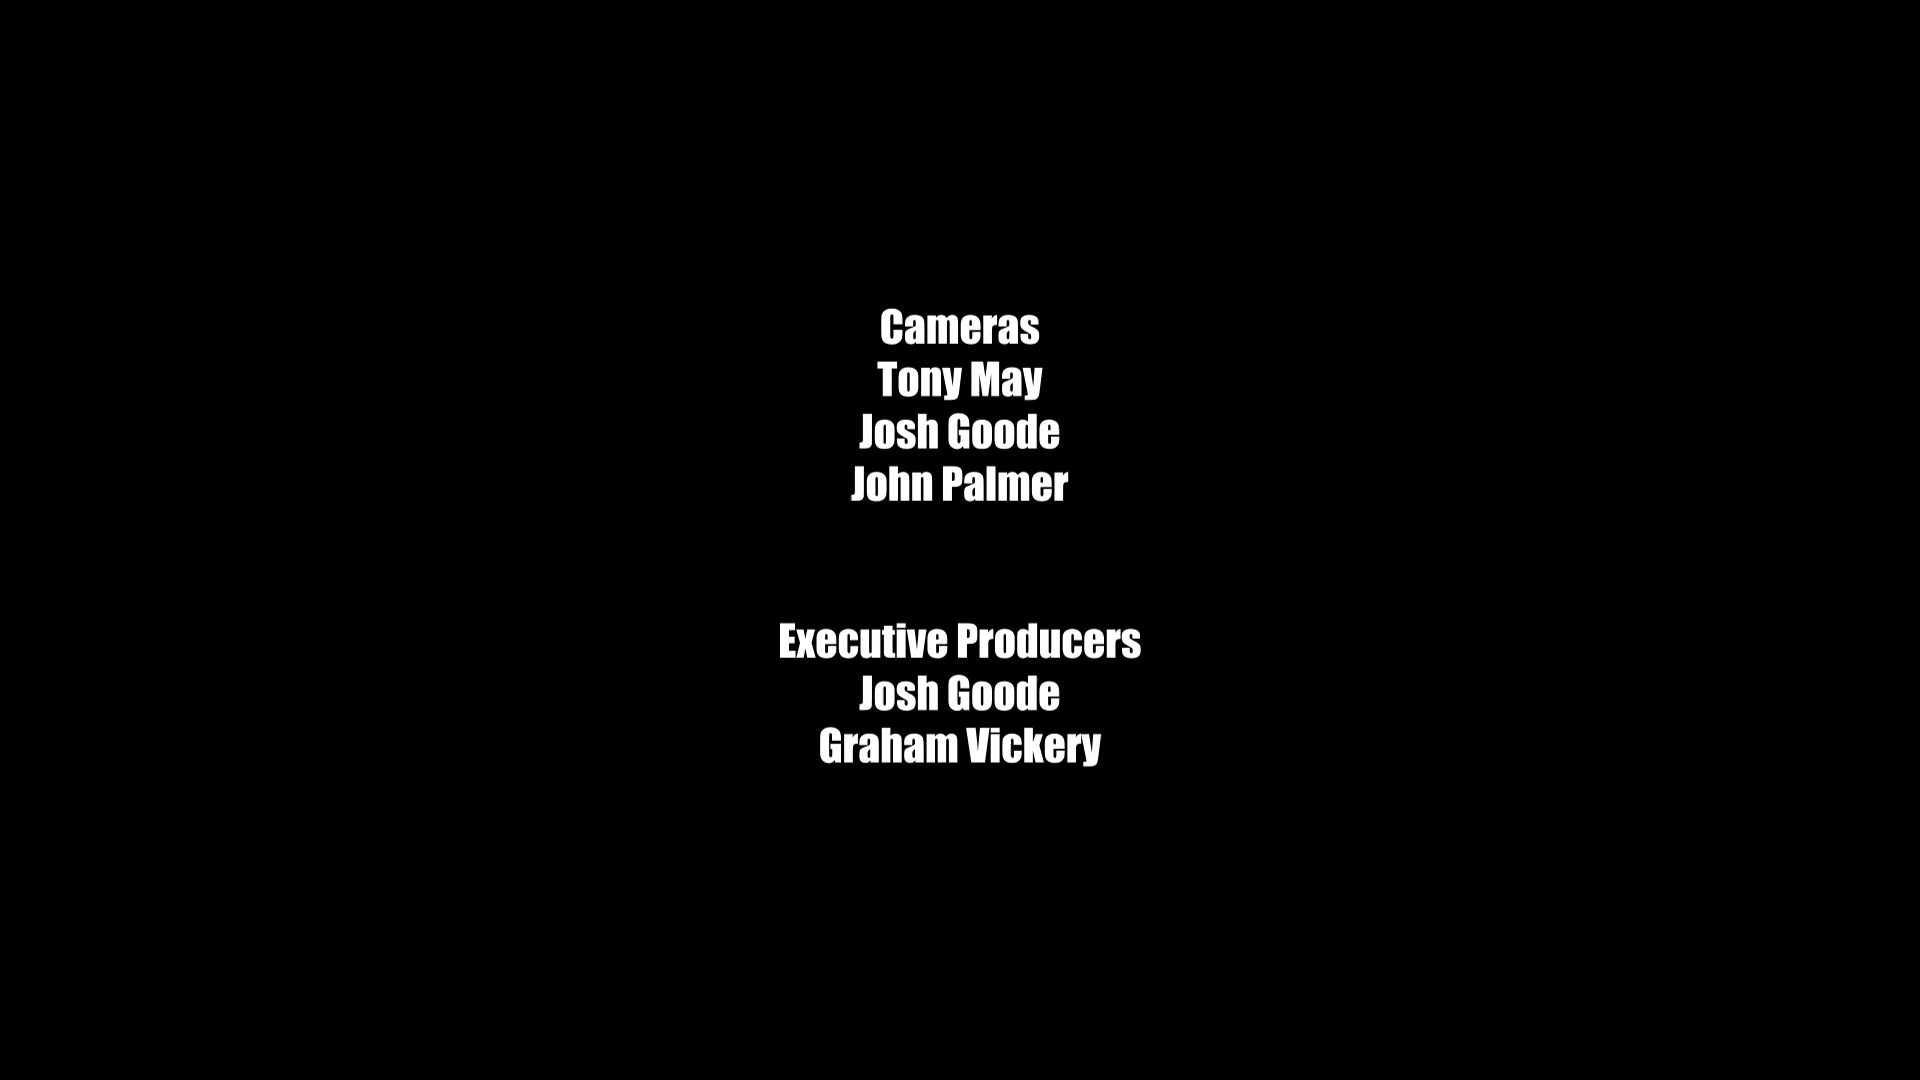 Cameras
Tony May
Josh Goode
John Palmer
Executive Producers
Josh Goode
Graham Vickery